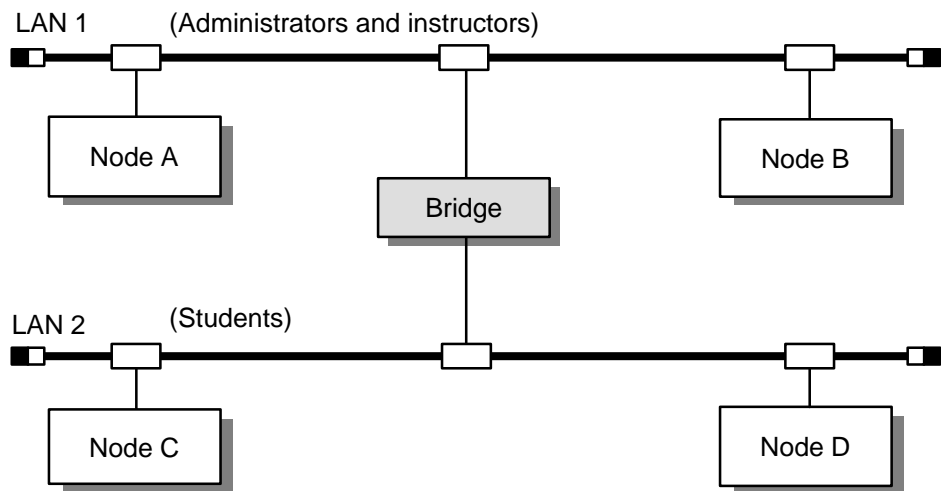 LAN 1 (Administrators and instructors)
Node A
Node B
Bridge
LAN 2 (Students)
Node C
Node D